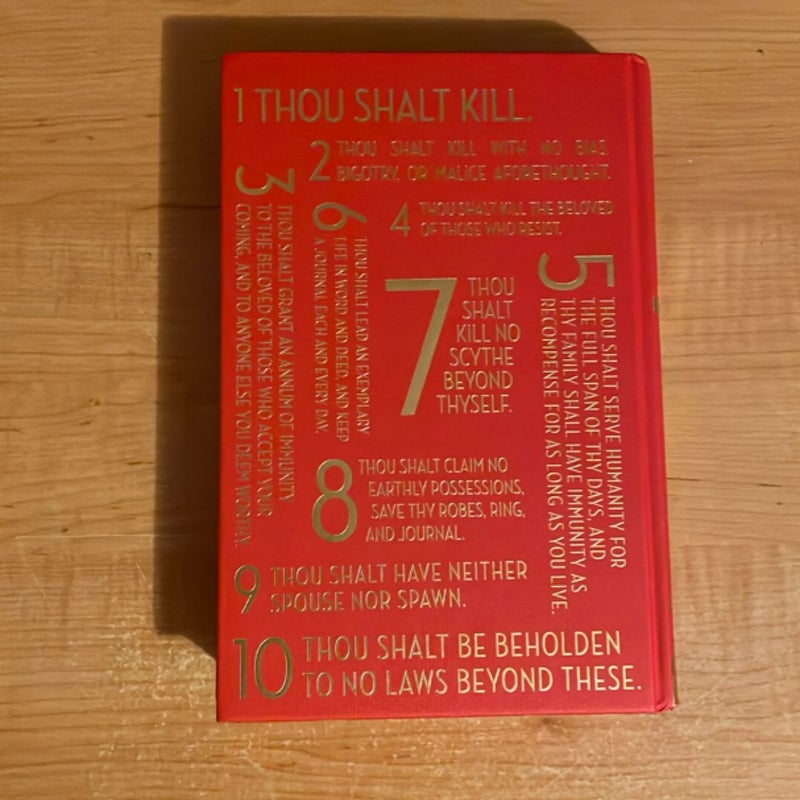 1 THOU SHALT KILL.
2 THOU SHALT KILL WITH NO BIAS,
BIGOTRY, OR MALICE AFORETHOUGHT.
3 THOU SHALT GRANT AN ANNUM OF IMMUNITY
TO THE BELOVED OF THOSE WHO ACCEPT YOUR
COMING, AND TO ANYONE ELSE YOU DEEM WORTHY.
4 THOU SHALT KILL THE BELOVED
OF THOSE WHO RESIST.
5 THOU SHALT SERVE HUMANITY FOR
THE FULL SPAN OF THY DAYS, AND
THY FAMILY SHALL HAVE IMMUNITY AS
RECOMPENSE FOR AS LONG AS YOU LIVE.
6 THOU SHALT LEAD AN EXEMPLARY
LIFE IN WORD AND DEED, AND KEEP
A JOURNAL EACH AND EVERY DAY.
7 THOU
SHALT
KILL NO
SCYTHE
BEYOND
THYSELF.
8 THOU SHALT CLAIM NO
EARTHLY POSSESSIONS,
SAVE THY ROBES, RING,
AND JOURNAL.
9 THOU SHALT HAVE NEITHER
SPOUSE NOR SPAWN.
10 THOU SHALT BE BEHOLDEN
TO NO LAWS BEYOND THESE.